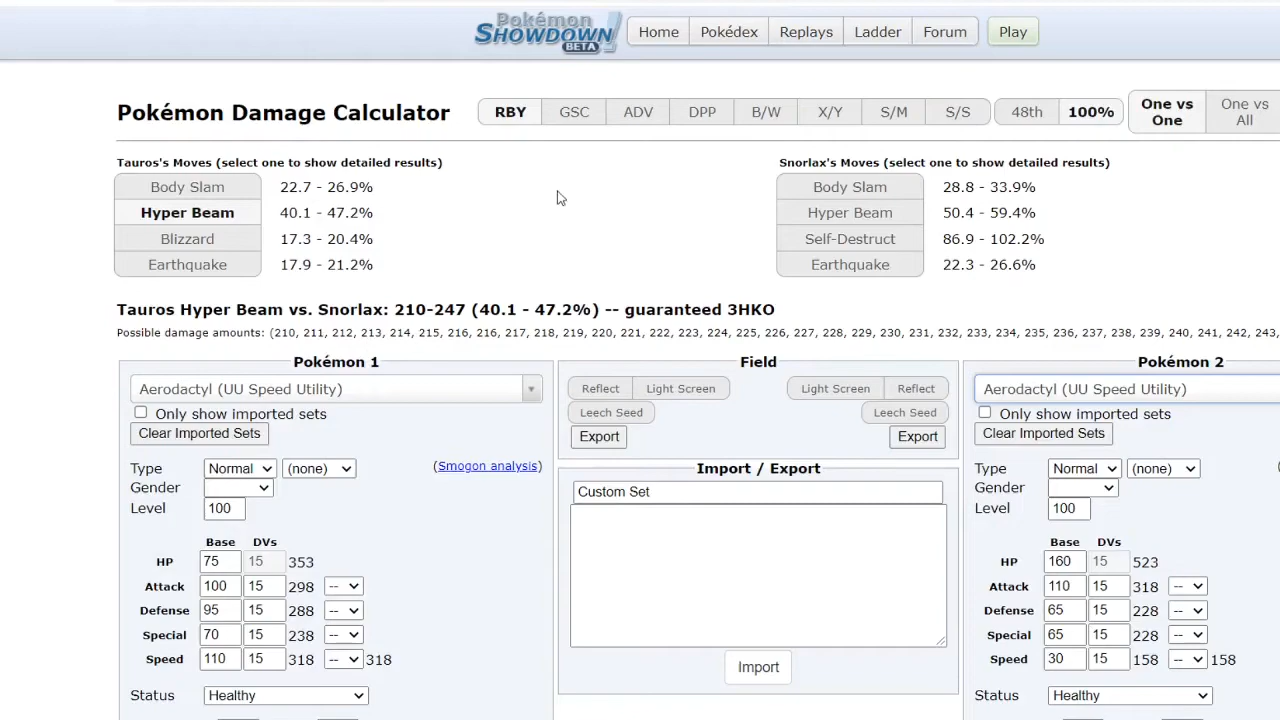 Pokémon SHOWDOWN! BETA Home Pokédex Replays Ladder Forum Play
Pokémon Damage Calculator RBY GSC ADV DPP B/W X/Y S/M S/S 48th 100% One vs One One vs All
Tauros's Moves (select one to show detailed results) Snorlax's Moves (select one to show detailed results)
Body Slam 22.7 - 26.9% Body Slam 28.8 - 33.9%
Hyper Beam 40.1 - 47.2% Hyper Beam 50.4 - 59.4%
Blizzard 17.3 - 20.4% Self-Destruct 86.9 - 102.2%
Earthquake 17.9 - 21.2% Earthquake 22.3 - 26.6%
Tauros Hyper Beam vs. Snorlax: 210-247 (40.1 - 47.2%) -- guaranteed 3HKO
Possible damage amounts: (210, 211, 212, 213, 214, 215, 216, 216, 217, 218, 219, 220, 221, 222, 223, 224, 225, 226, 227, 228, 229, 230, 231, 232, 233, 234, 235, 236, 237, 238, 239, 240, 241, 242, 243,
Pokémon 1 Field Pokémon 2
Aerodactyl (UU Speed Utility) Reflect Light Screen Light Screen Reflect Aerodactyl (UU Speed Utility)
Only show imported sets Leech Seed Leech Seed Only show imported sets
Clear Imported Sets Export Export Clear Imported Sets
Type Normal (none) (Smogon analysis) Import / Export Type Normal (none) (
Gender Custom Set Gender
Level 100 Level 100
Base DVs Base DVs
HP 75 15 353 HP 160 15 523
Attack 100 15 298 -- Attack 110 15 318 --
Defense 95 15 288 -- Defense 65 15 228 --
Special 70 15 238 -- Special 65 15 228 --
Speed 110 15 318 -- 318 Import Speed 30 15 158 -- 158
Status Healthy Status Healthy